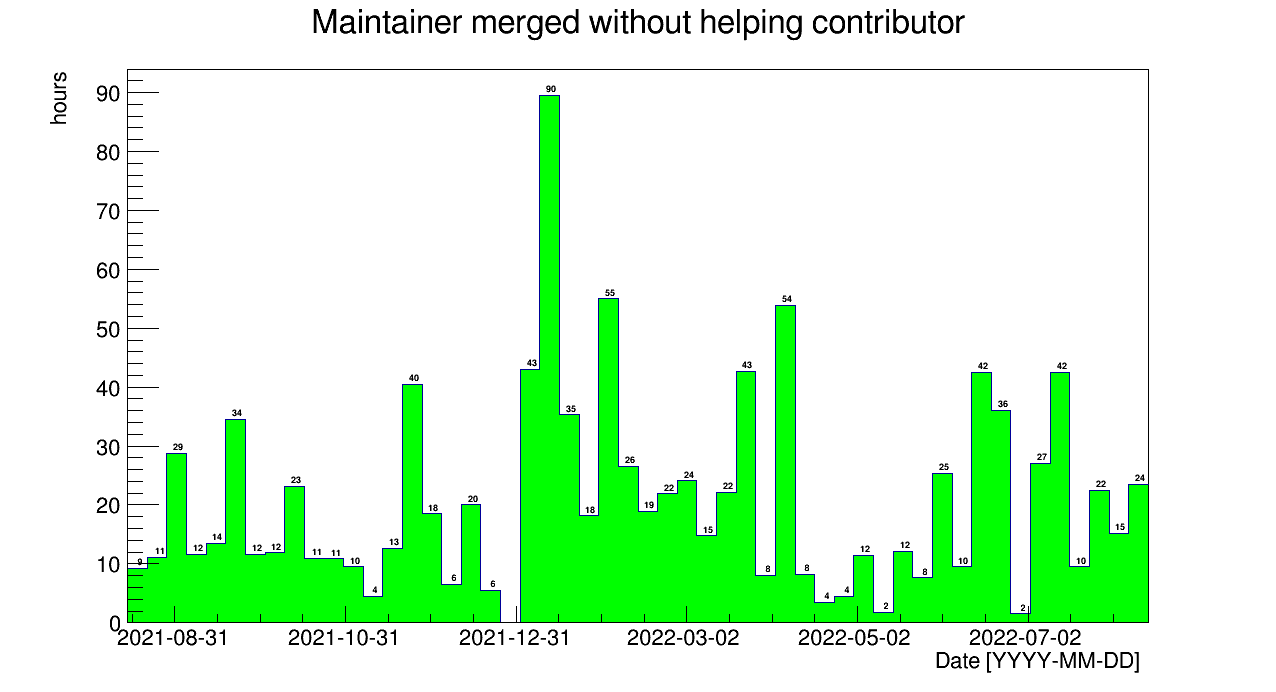 Maintainer merged without helping contributor
hours
90
80
70
60
50
40
30
20
10
0
9 11 29 12 14 34 12 12 23 11 11 10 4 13 40 18 6 20 6 43 90 35 18 55 26 19 22 24 15 22 43 8 54 8 4 4 12 2 12 8 25 10 42 36 2 27 42 10 22 15 24
2021-08-31 2021-10-31 2021-12-31 2022-03-02 2022-05-02 2022-07-02
Date [YYYY-MM-DD]